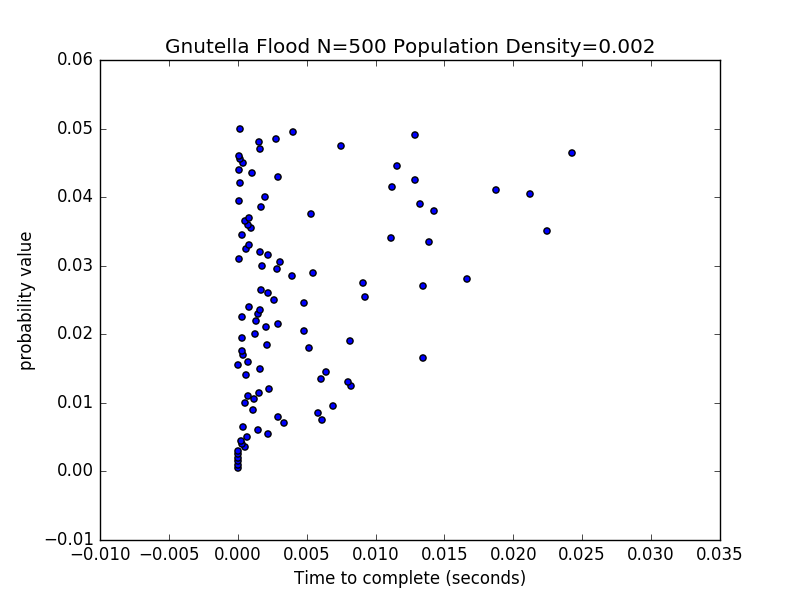 Gnutella Flood N=500 Population Density=0.002
0.06
0.05
0.04
0.03
0.02
0.01
0.00
−0.01
probability value
−0.010 −0.005 0.000 0.005 0.010 0.015 0.020 0.025 0.030 0.035
Time to complete (seconds)